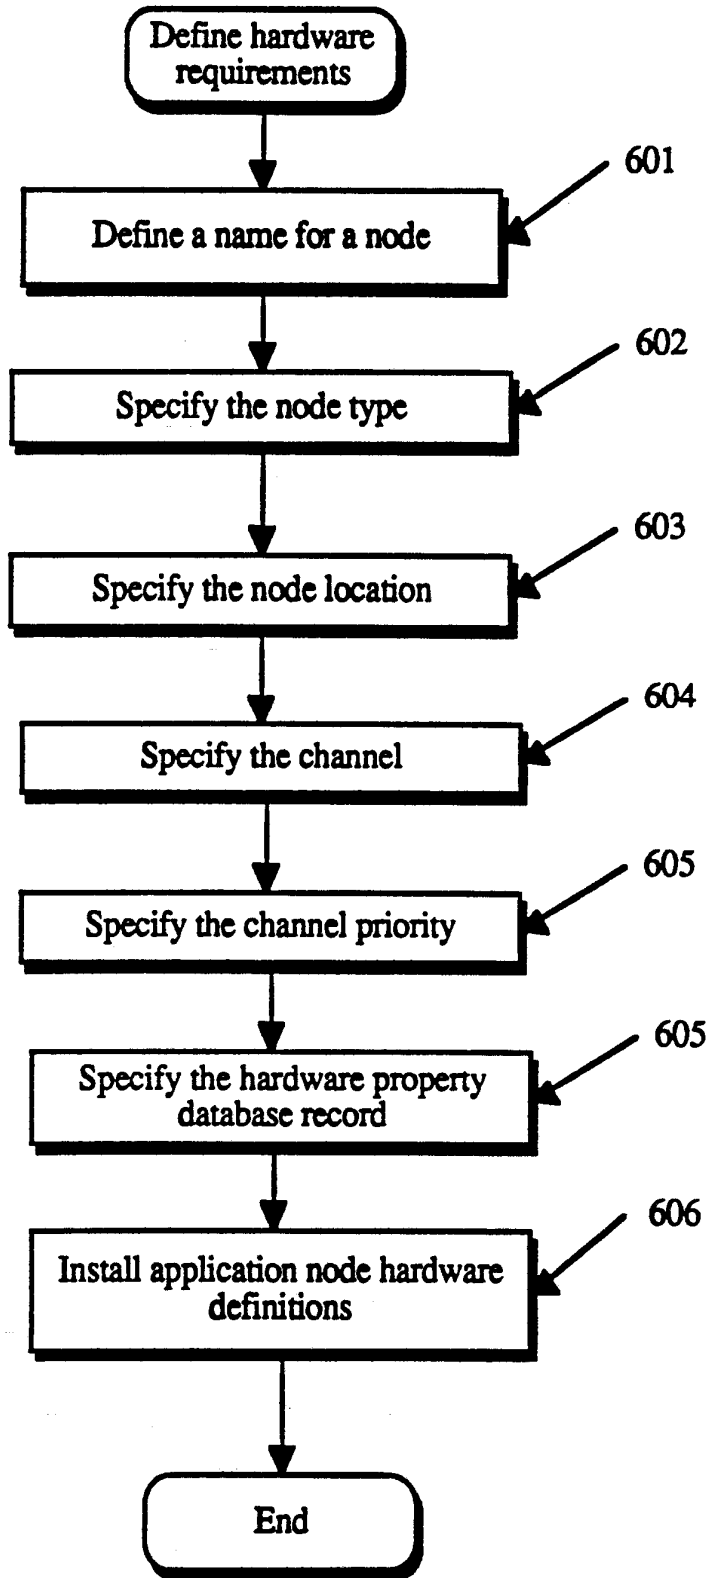 Define hardware
requirements
601
Define a name for a node
602
Specify the node type
603
Specify the node location
604
Specify the channel
605
Specify the channel priority
605
Specify the hardware property
database record
606
Install application node hardware
definitions
End